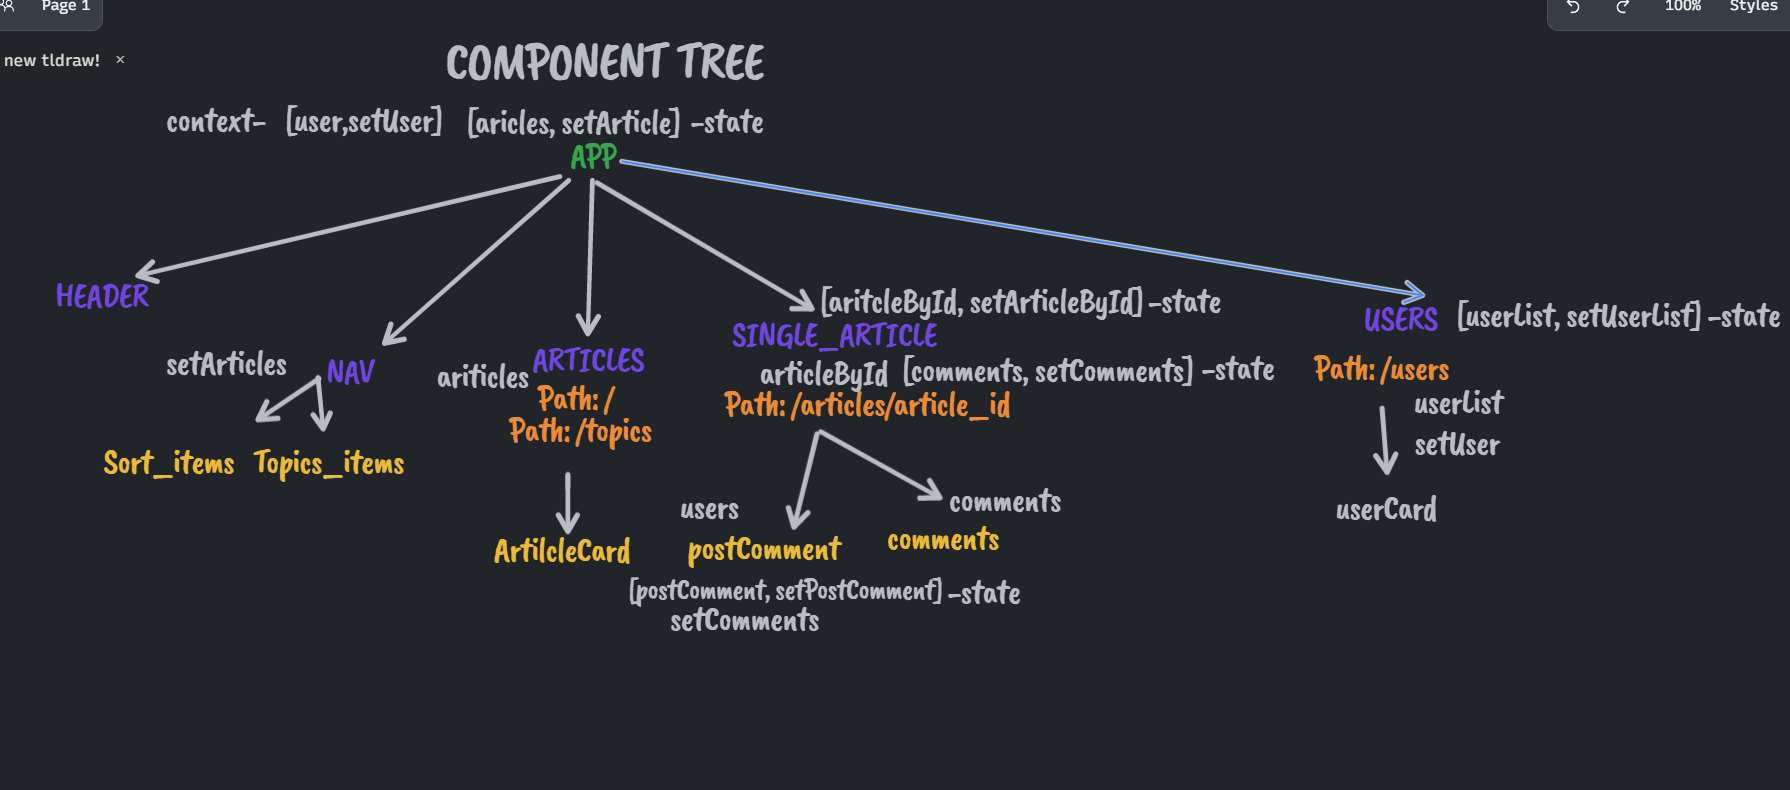 Page 1
100% Styles
new tldraw! ×
COMPONENT TREE
context- [user,setUser] [aricles, setArticle] -state
APP
HEADER
setArticles NAV
Sort_items Topics_items
ariticles ARTICLES
Path: /
Path: /topics
ArtilcleCard
[aritcleById, setArticleById] -state
SINGLE_ARTICLE
articleById [comments, setComments] -state
Path: /articles/article_id
users
postComment
[postComment, setPostComment] -state
setComments
comments
comments
USERS [userList, setUserList] -state
Path: /users
userList
setUser
userCard